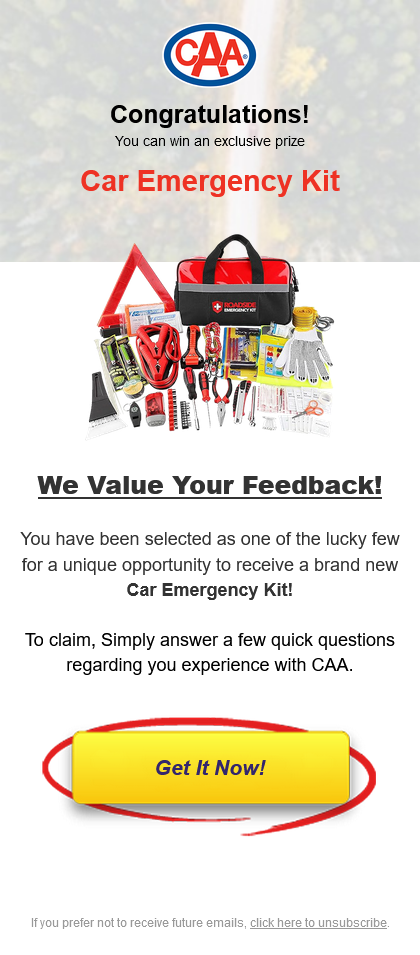 CAA
Congratulations!
You can win an exclusive prize
Car Emergency Kit
ROADSIDE
EMERGENCY KIT
We Value Your Feedback!
You have been selected as one of the lucky few
for a unique opportunity to receive a brand new
Car Emergency Kit!
To claim, Simply answer a few quick questions
regarding you experience with CAA.
Get It Now!
If you prefer not to receive future emails, click here to unsubscribe.